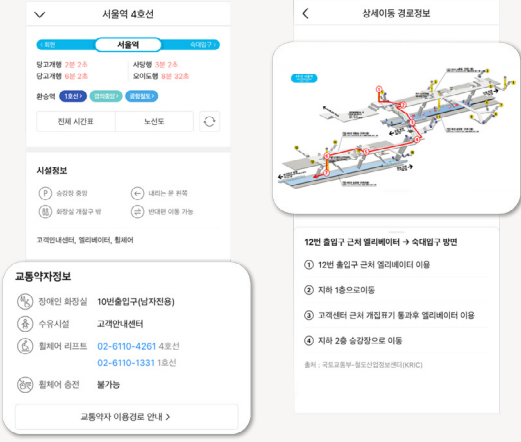 서울역 4호선
회현
서울역
숙대입구
당고개행 2분 2초
사당행 3분 2초
당고개행 6분 2초
오이도행 8분 32초
환승역 1호선 경의중앙 공항철도
전체 시간표
노선도
시설정보
승강장 중앙
내리는 문 왼쪽
화장실 개찰구 밖
반대편 이동 가능
고객안내센터, 엘리베이터, 휠체어
교통약자정보
장애인 화장실 10번출입구(남자전용)
수유시설 고객안내센터
휠체어 리프트 02-6110-4261 4호선
02-6110-1331 1호선
휠체어 충전 불가능
교통약자 이용경로 안내 >
상세이동 경로정보
12번 출입구 근처 엘리베이터 → 숙대입구 방면
① 12번 출입구 근처 엘리베이터 이용
② 지하 1층으로이동
③ 고객센터 근처 개집표기 통과후 엘리베이터 이용
④ 지하 2층 승강장으로 이동
출처 : 국토교통부-철도산업정보센터(KRIC)